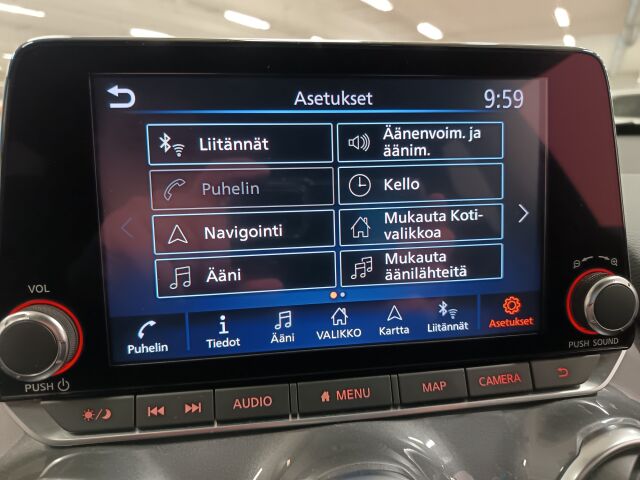 Asetukset
9:59
Liitännät
Äänenvoim. ja
äänim.
Puhelin
Kello
Navigointi
Mukauta Koti-
valikkoa
Ääni
Mukauta
äänilähteitä
Puhelin
Tiedot
Ääni
VALIKKO
Kartta
Liitännät
Asetukset
VOL
PUSH
PUSH SOUND
AUDIO
MENU
MAP
CAMERA